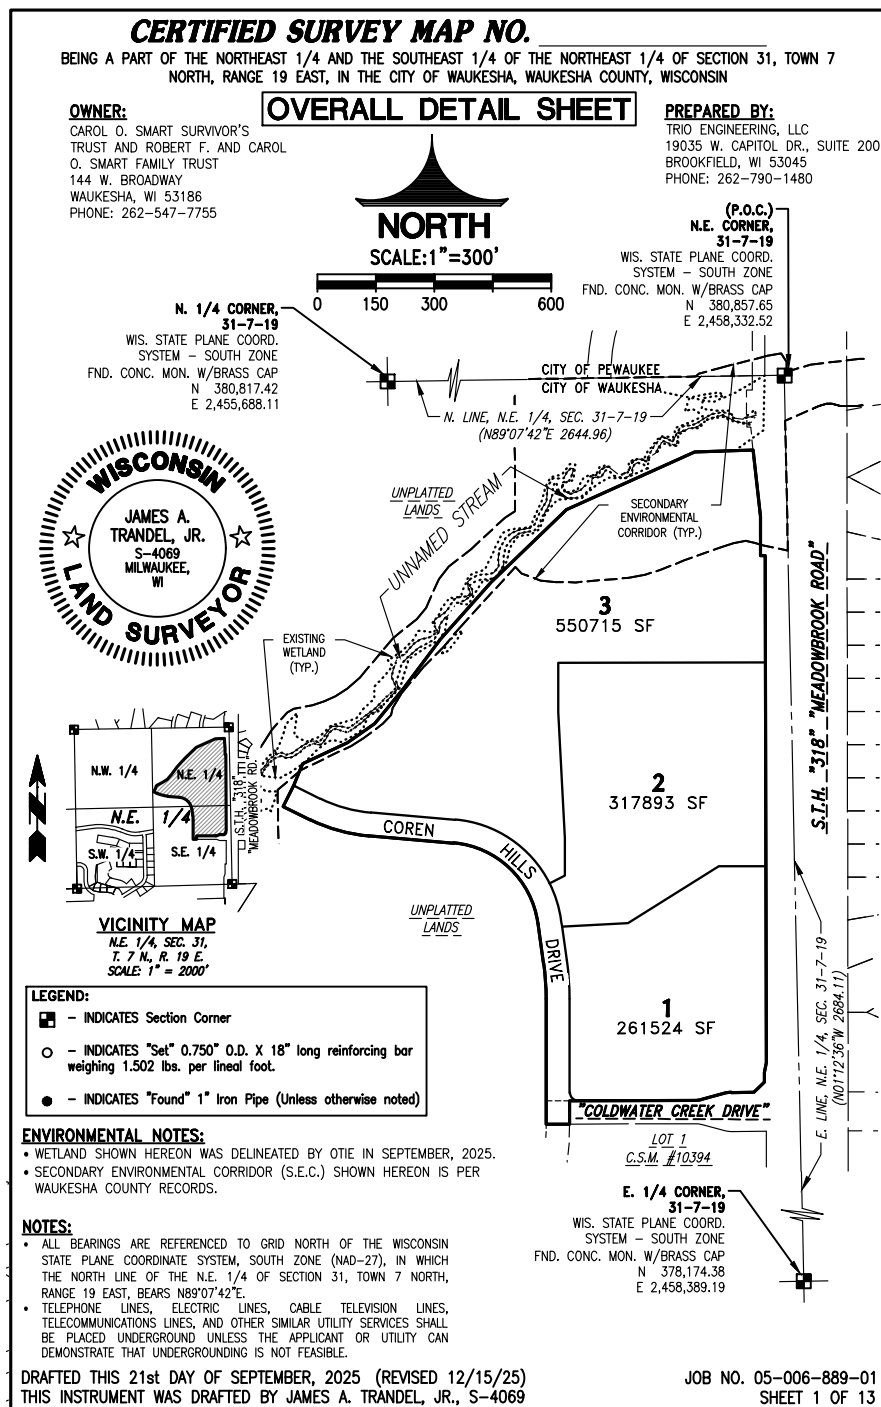 CERTIFIED SURVEY MAP NO.
BEING A PART OF THE NORTHEAST 1/4 AND THE SOUTHEAST 1/4 OF THE NORTHEAST 1/4 OF SECTION 31, TOWN 7
NORTH, RANGE 19 EAST, IN THE CITY OF WAUKESHA, WAUKESHA COUNTY, WISCONSIN
OVERALL DETAIL SHEET
OWNER:
CAROL O. SMART SURVIVOR'S
TRUST AND ROBERT F. AND CAROL
O. SMART FAMILY TRUST
144 W. BROADWAY
WAUKESHA, WI 53186
PHONE: 262-547-7755
PREPARED BY:
TRIO ENGINEERING, LLC
19035 W. CAPITOL DR., SUITE 200
BROOKFIELD, WI 53045
PHONE: 262-790-1480
NORTH
SCALE:1"=300'
0 150 300 600
(P.O.C.)
N.E. CORNER,
31-7-19
WIS. STATE PLANE COORD.
SYSTEM - SOUTH ZONE
FND. CONC. MON. W/BRASS CAP
N 380,857.65
E 2,458,332.52
N. 1/4 CORNER,
31-7-19
WIS. STATE PLANE COORD.
SYSTEM - SOUTH ZONE
FND. CONC. MON. W/BRASS CAP
N 380,817.42
E 2,455,688.11
CITY OF PEWAUKEE
CITY OF WAUKESHA
N. LINE, N.E. 1/4, SEC. 31-7-19
(N89°07'42"E 2644.96)
WISCONSIN
JAMES A.
TRANDEL, JR.
S-4069
MILWAUKEE,
WI
LAND SURVEYOR
UNPLATTED
LANDS
UNNAMED STREAM
SECONDARY
ENVIRONMENTAL
CORRIDOR (TYP.)
3
550715 SF
EXISTING
WETLAND
(TYP.)
S.T.H. "318" "MEADOWBROOK ROAD"
2
317893 SF
COREN
HILLS
DRIVE
UNPLATTED
LANDS
1
261524 SF
"COLDWATER CREEK DRIVE"
LOT 1
C.S.M. #10394
E. LINE, N.E. 1/4, SEC. 31-7-19
(N01°12'36"W 2684.11)
N
N.W. 1/4
N.E. 1/4
N.E. 1/4
S.W. 1/4
S.E. 1/4
S.T.H. "318"
"MEADOWBROOK RD."
VICINITY MAP
N.E. 1/4, SEC. 31,
T. 7 N., R. 19 E.
SCALE: 1" = 2000'
LEGEND:
- INDICATES Section Corner
- INDICATES "Set" 0.750" O.D. X 18" long reinforcing bar
weighing 1.502 lbs. per lineal foot.
- INDICATES "Found" 1" Iron Pipe (Unless otherwise noted)
ENVIRONMENTAL NOTES:
• WETLAND SHOWN HEREON WAS DELINEATED BY OTIE IN SEPTEMBER, 2025.
• SECONDARY ENVIRONMENTAL CORRIDOR (S.E.C.) SHOWN HEREON IS PER
WAUKESHA COUNTY RECORDS.
E. 1/4 CORNER,
31-7-19
WIS. STATE PLANE COORD.
SYSTEM - SOUTH ZONE
FND. CONC. MON. W/BRASS CAP
N 378,174.38
E 2,458,389.19
NOTES:
• ALL BEARINGS ARE REFERENCED TO GRID NORTH OF THE WISCONSIN
STATE PLANE COORDINATE SYSTEM, SOUTH ZONE (NAD-27), IN WHICH
THE NORTH LINE OF THE N.E. 1/4 OF SECTION 31, TOWN 7 NORTH,
RANGE 19 EAST, BEARS N89°07'42"E.
• TELEPHONE LINES, ELECTRIC LINES, CABLE TELEVISION LINES,
TELECOMMUNICATIONS LINES, AND OTHER SIMILAR UTILITY SERVICES SHALL
BE PLACED UNDERGROUND UNLESS THE APPLICANT OR UTILITY CAN
DEMONSTRATE THAT UNDERGROUNDING IS NOT FEASIBLE.
DRAFTED THIS 21st DAY OF SEPTEMBER, 2025 (REVISED 12/15/25)
THIS INSTRUMENT WAS DRAFTED BY JAMES A. TRANDEL, JR., S-4069
JOB NO. 05-006-889-01
SHEET 1 OF 13